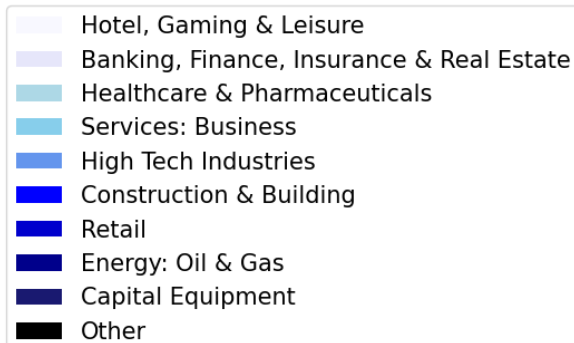 Hotel, Gaming & Leisure
Banking, Finance, Insurance & Real Estate
Healthcare & Pharmaceuticals
Services: Business
High Tech Industries
Construction & Building
Retail
Energy: Oil & Gas
Capital Equipment
Other